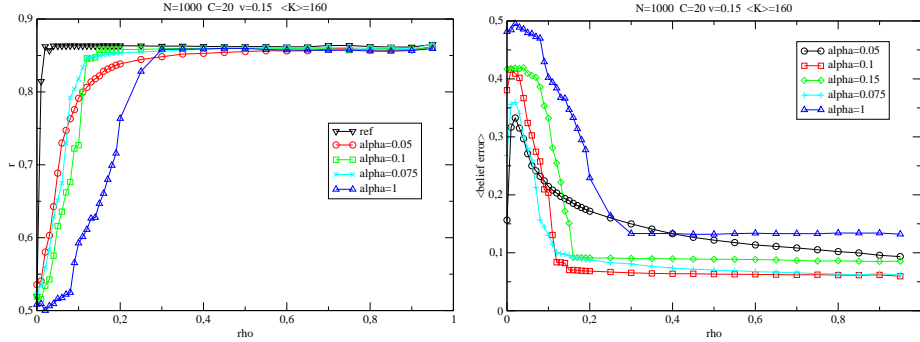 N=1000 C=20 v=0.15 <K>=160
0,9
0,8
r
0,7
0,6
0,5
0
0,2
0,4
0,6
0,8
1
rho
ref
alpha=0.05
alpha=0.1
alpha=0.075
alpha=1
N=1000 C=20 v=0.15 <K>=160
0,5
0,4
0,3
<belief error>
0,2
0,1
0
0
0,2
0,4
0,6
0,8
rho
alpha=0.05
alpha=0.1
alpha=0.15
alpha=0.075
alpha=1